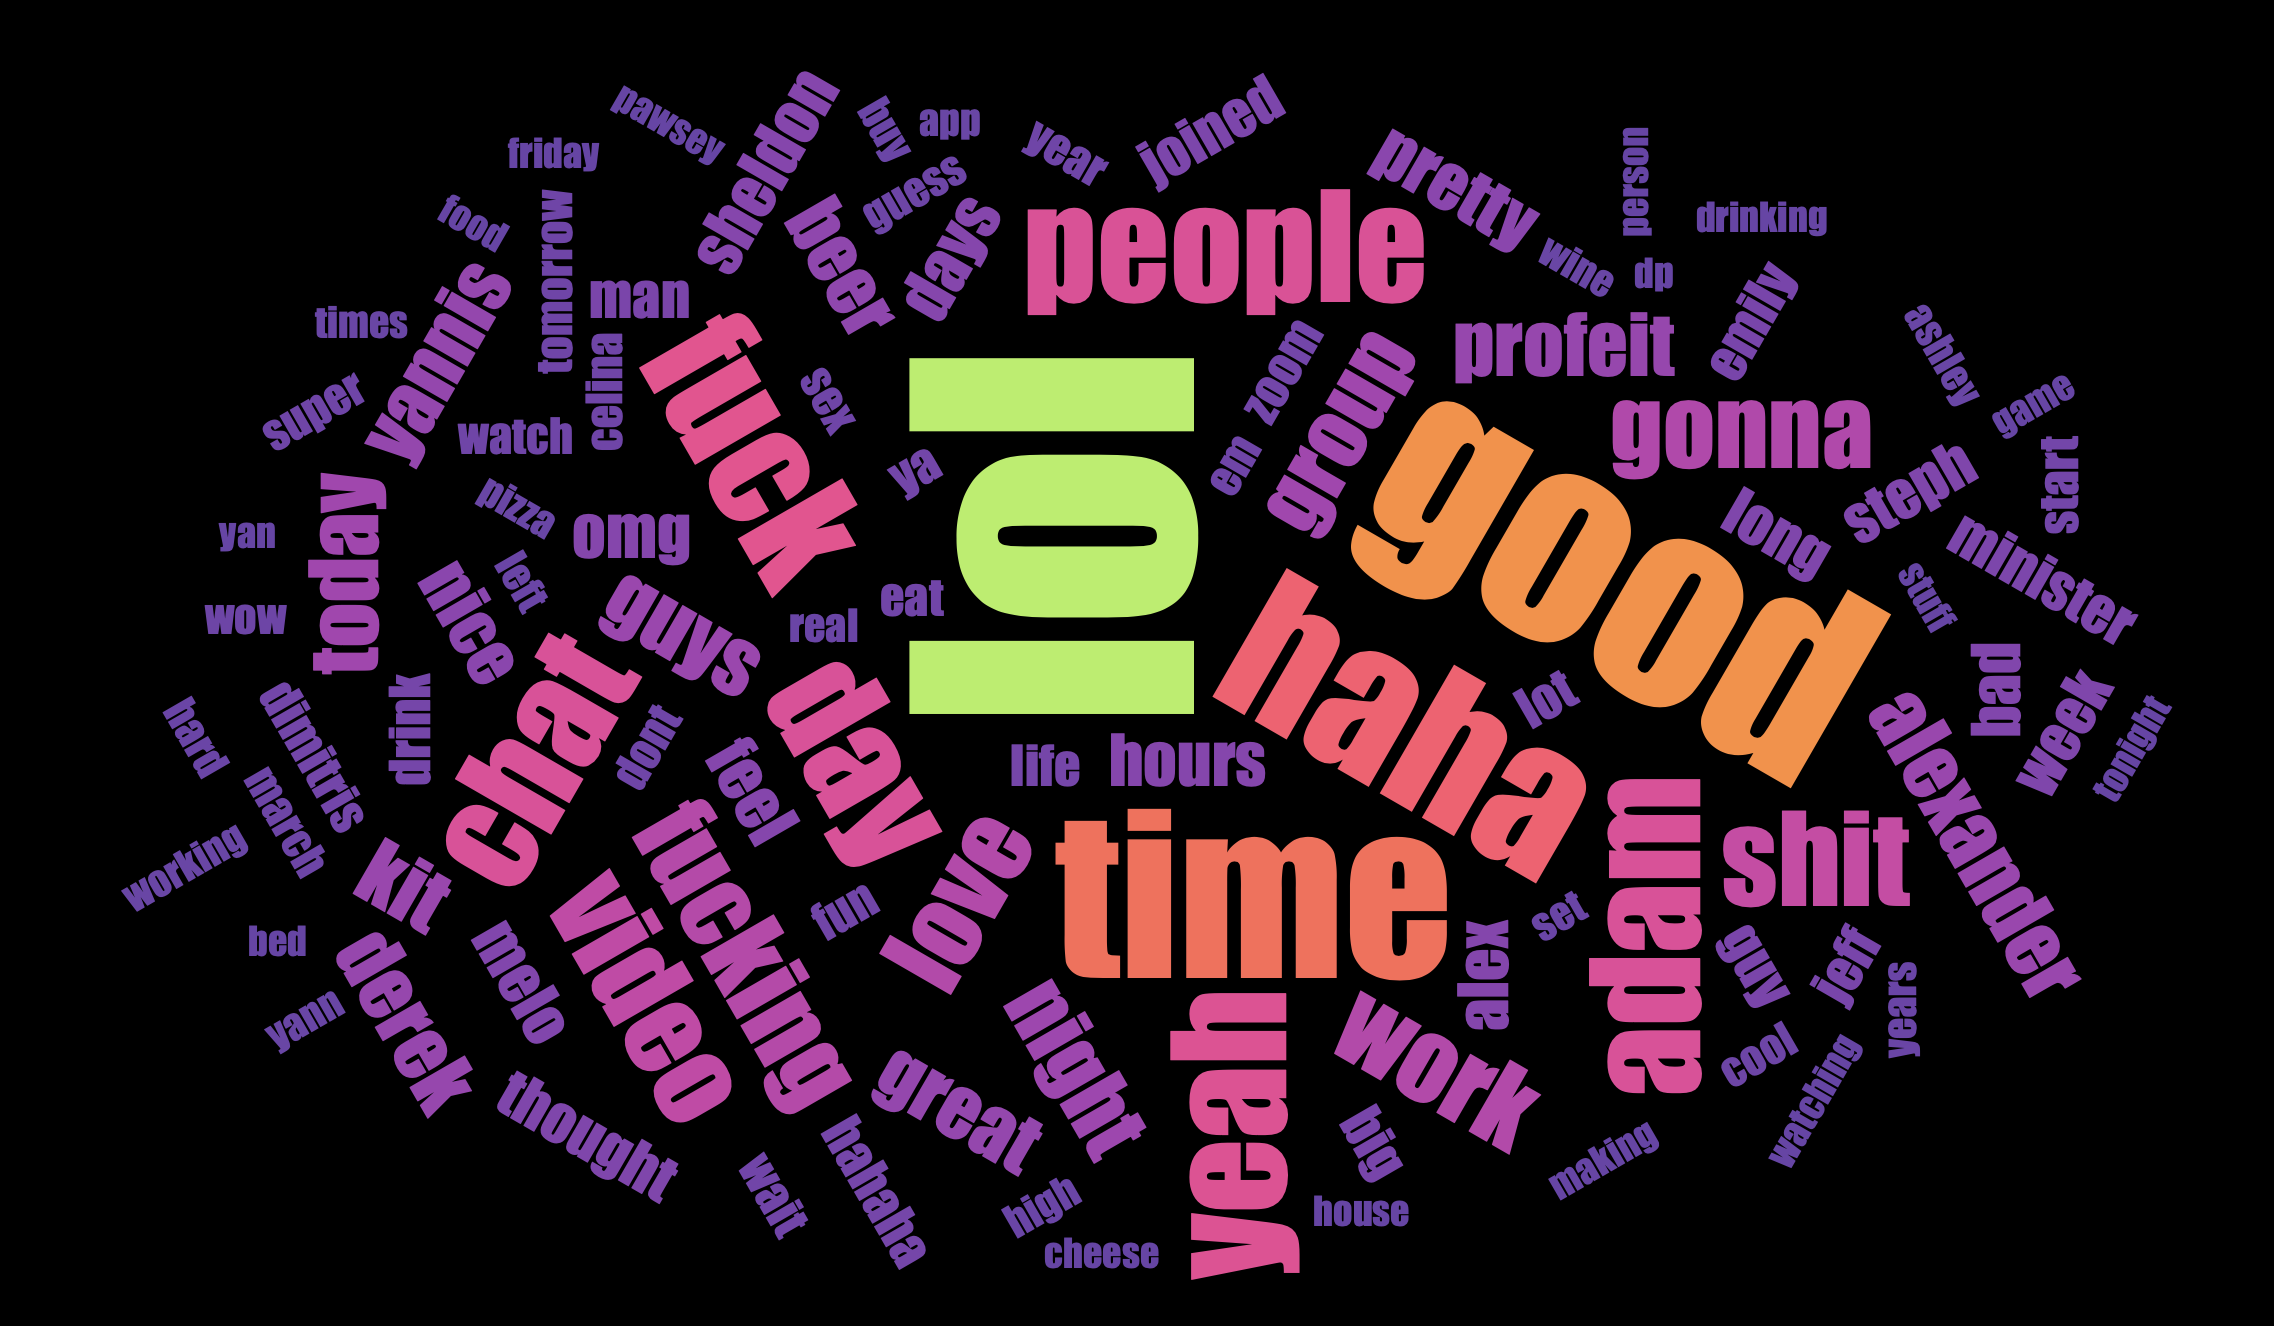 pawsey
sheldon
buy
app
year
joined
friday
pretty
person
drinking
food
tomorrow
beer
guess
days
people
wine
dp
times
yannis
man
emily
super
watch
celina
fuck
sex
ya
lol
em
zoom
group
profeit
ashley
game
gonna
good
start
steph
long
minister
yan
today
pizza
omg
wow
nice
left
guys
real
eat
haha
stuff
bad
week
tonight
hard
dimitris
drink
chat
dont
feel
day
life
hours
lot
alexander
march
working
kit
fucking
love
time
adam
shit
bed
derek
melo
video
fun
set
alex
guy
jeff
years
yann
night
yeah
work
cool
watching
thought
great
big
making
wait
hahaha
high
house
cheese